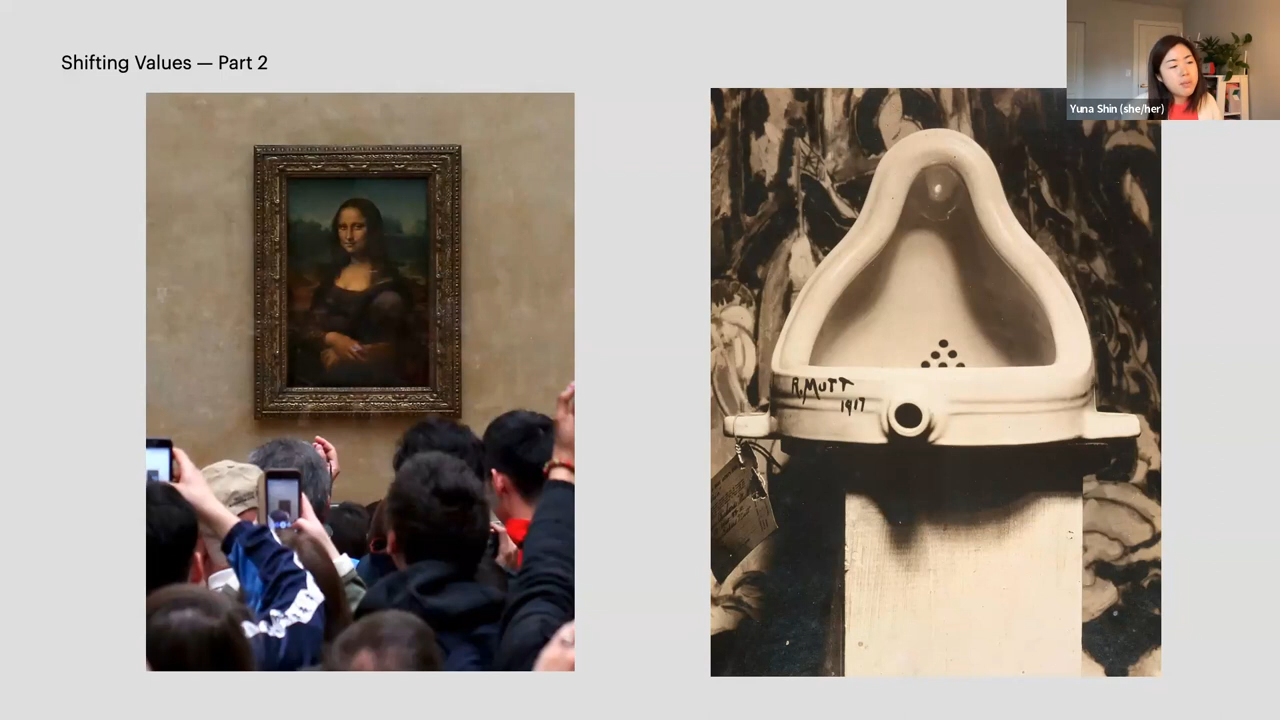 Shifting Values — Part 2
Yuna Shin (she/her)
R.MUTT
1917